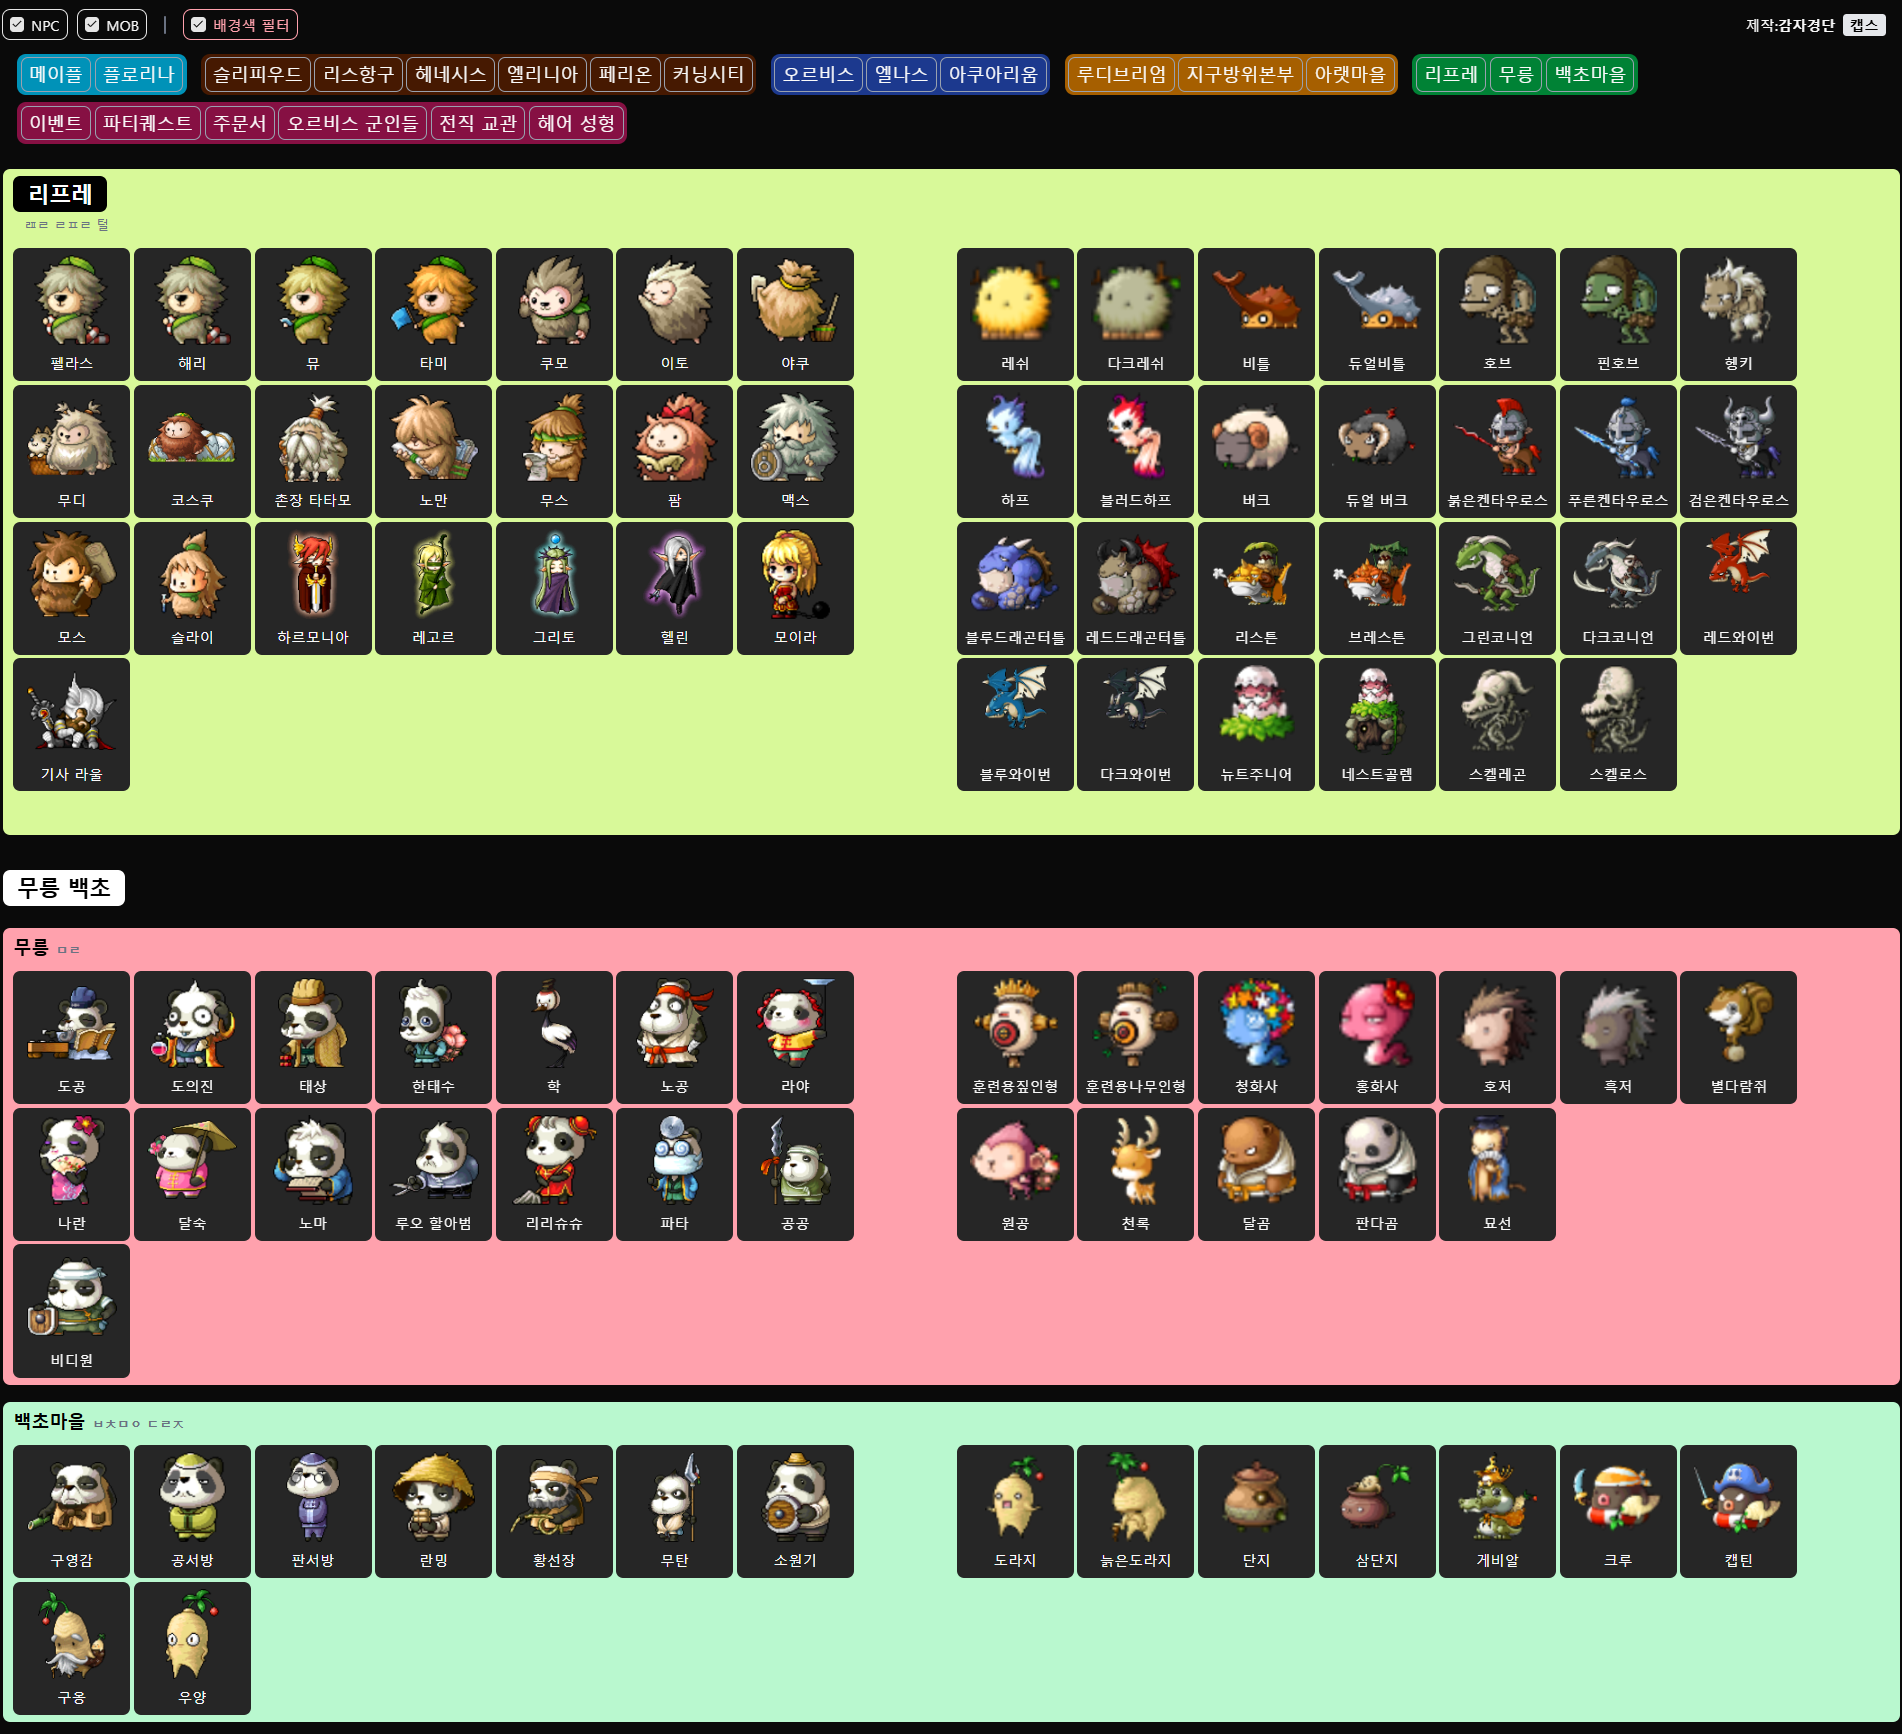 NPC MOB | 배경색 필터 제작:감자경단 캡스
메이플 플로리나 슬리피우드 리스항구 헤네시스 엘리니아 페리온 커닝시티 오르비스 엘나스 아쿠아리움 루디브리엄 지구방위본부 아랫마을 리프레 무릉 백초마을
이벤트 파티퀘스트 주문서 오르비스 군인들 전직 교관 헤어 성형
리프레
ㄹㅍㄹ ㄹㅍㄹ 털
펠라스 해리 뮤 타미 쿠모 이토 야쿠 레쉬 다크레쉬 비틀 듀얼비틀 호브 핀호브 헹키
무디 코스쿠 촌장 타타모 노만 무스 팜 맥스 하프 블러드하프 버크 듀얼 버크 붉은켄타우로스 푸른켄타우로스 검은켄타우로스
모스 슬라이 하르모니아 레고르 그리토 헬린 모이라 블루드래곤터틀 레드드래곤터틀 리스튼 브레스튼 그린코니언 다크코니언 레드와이번
기사 라울 블루와이번 다크와이번 뉴트주니어 네스트골렘 스켈레곤 스켈로스
무릉 백초
무릉 ㅁㄹ
도공 도의진 태상 한태수 학 노공 라야 훈련용짚인형 훈련용나무인형 청화사 홍화사 호저 흑저 별다람쥐
나란 달숙 노마 루오 할아범 리리슈슈 파타 공공 원공 천록 달곰 판다곰 묘선
비디원
백초마을 ㅂㅊㅁㅇ ㄷㄹㅈ
구영감 공서방 판서방 란밍 황선장 무탄 소원기 도라지 늙은도라지 단지 삼단지 게비알 크루 캡틴
구옹 우양